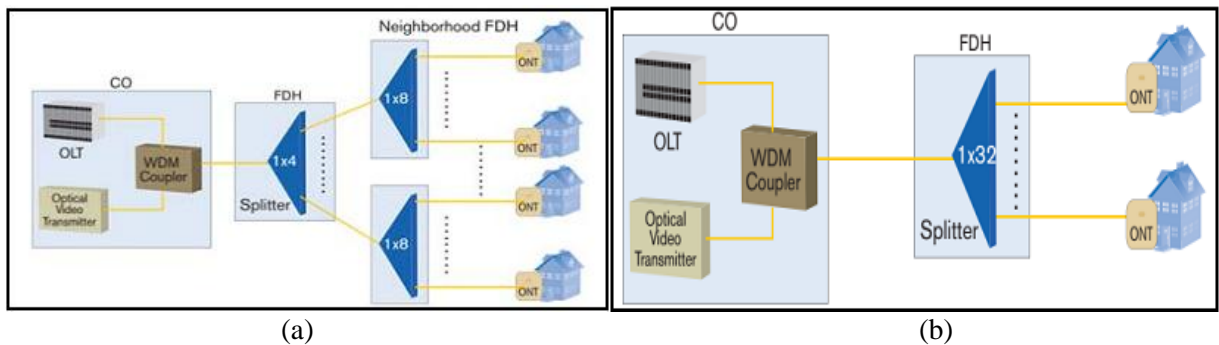 Neighborhood FDH
CO
FDH
OLT
WDM
Coupler
Optical
Video
Transmitter
1x4
Splitter
1x8
1x8
ONT
ONT
ONT
ONT
(a)
CO
FDH
OLT
WDM
Coupler
Optical
Video
Transmitter
1x32
Splitter
ONT
ONT
(b)